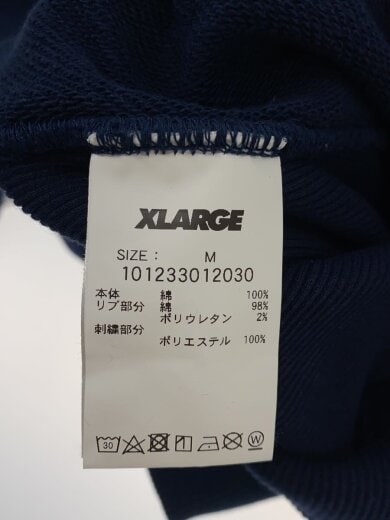 XLARGE
SIZE : M
101233012030
本体 綿 100%
リブ部分 綿 98%
ポリウレタン 2%
刺繍部分
ポリエステル 100%
30 W